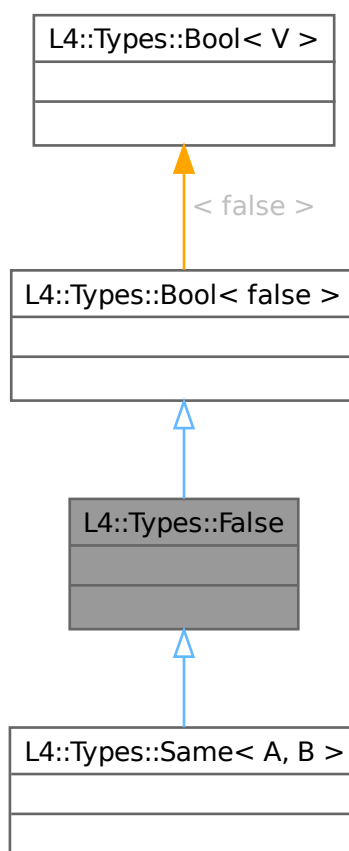 L4::Types::Bool< V >
< false >
L4::Types::Bool< false >
L4::Types::False
L4::Types::Same< A, B >